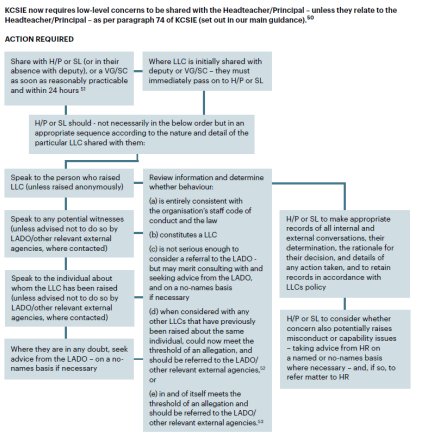 KCSIE now requires low-level concerns to be shared with the Headteacher/Principal – unless they relate to the
Headteacher/Principal – as per paragraph 74 of KCSIE (set out in our main guidance).50
ACTION REQUIRED
Share with H/P or SL (or in their
absence with deputy), or a VG/SC
as soon as reasonably practicable
and within 24 hours 51
Where LLC is initially shared with
deputy or VG/SC – they must
immediately pass on to H/P or SL
H/P or SL should - not necessarily in the below order but in an
appropriate sequence according to the nature and detail of the
particular LLC shared with them:
Speak to the person who raised
LLC (unless raised anonymously)
Speak to any potential witnesses
(unless advised not to do so by
LADO/other relevant external
agencies, where contacted)
Speak to the individual about
whom the LLC has been raised
(unless advised not to do so by
LADO/other relevant external
agencies, where contacted)
Where they are in any doubt, seek
advice from the LADO – on a no-
names basis if necessary
Review information and determine
whether behaviour:
(a) is entirely consistent with
the organisation's staff code of
conduct and the law
(b) constitutes a LLC
(c) is not serious enough to
consider a referral to the LADO -
but may merit consulting with and
seeking advice from the LADO,
and on a no-names basis
if necessary
(d) when considered with any
other LLCs that have previously
been raised about the same
individual, could now meet the
threshold of an allegation, and
should be referred to the LADO/
other relevant external agencies,52
or
(e) in and of itself meets the
threshold of an allegation and
should be referred to the LADO/
other relevant external agencies.53
H/P or SL to make appropriate
records of all internal and
external conversations, their
determination, the rationale for
their decision, and details of
any action taken, and to retain
records in accordance with
LLCs policy
H/P or SL to consider whether
concern also potentially raises
misconduct or capability issues
– taking advice from HR on
a named or no-names basis
where necessary – and, if so, to
refer matter to HR